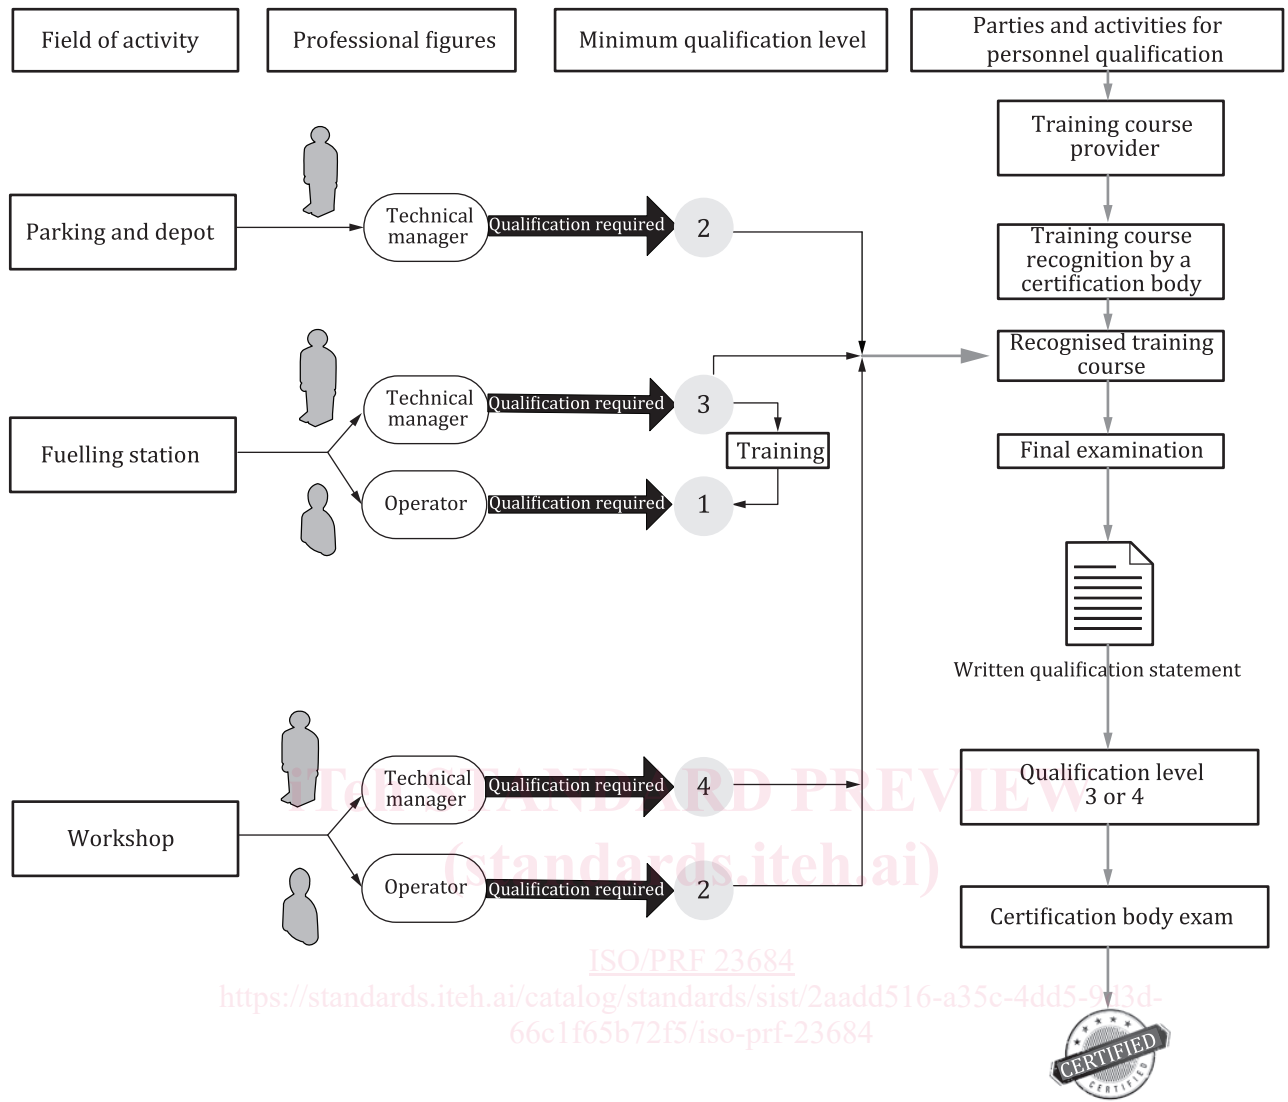 Field of activity
Professional figures
Minimum qualification level
Parties and activities for
personnel qualification
Training course
provider
Parking and depot
Technical
manager
Qualification required
2
Training course
recognition by a
certification body
Recognised training
course
Fuelling station
Technical
manager
Qualification required
3
Training
Operator
Qualification required
1
Final examination
Written qualification statement
Workshop
Technical
manager
Qualification required
4
Operator
Qualification required
2
Qualification level
3 or 4
Certification body exam
CERTIFIED
CERTIFIED
iTeh STANDARD PREVIEW
(standards.iteh.ai)
ISO/PRF 23684
https://standards.iteh.ai/catalog/standards/sist/2aadd516-a35c-4dd5-9d3d-
66c1f65b72f5/iso-prf-23684